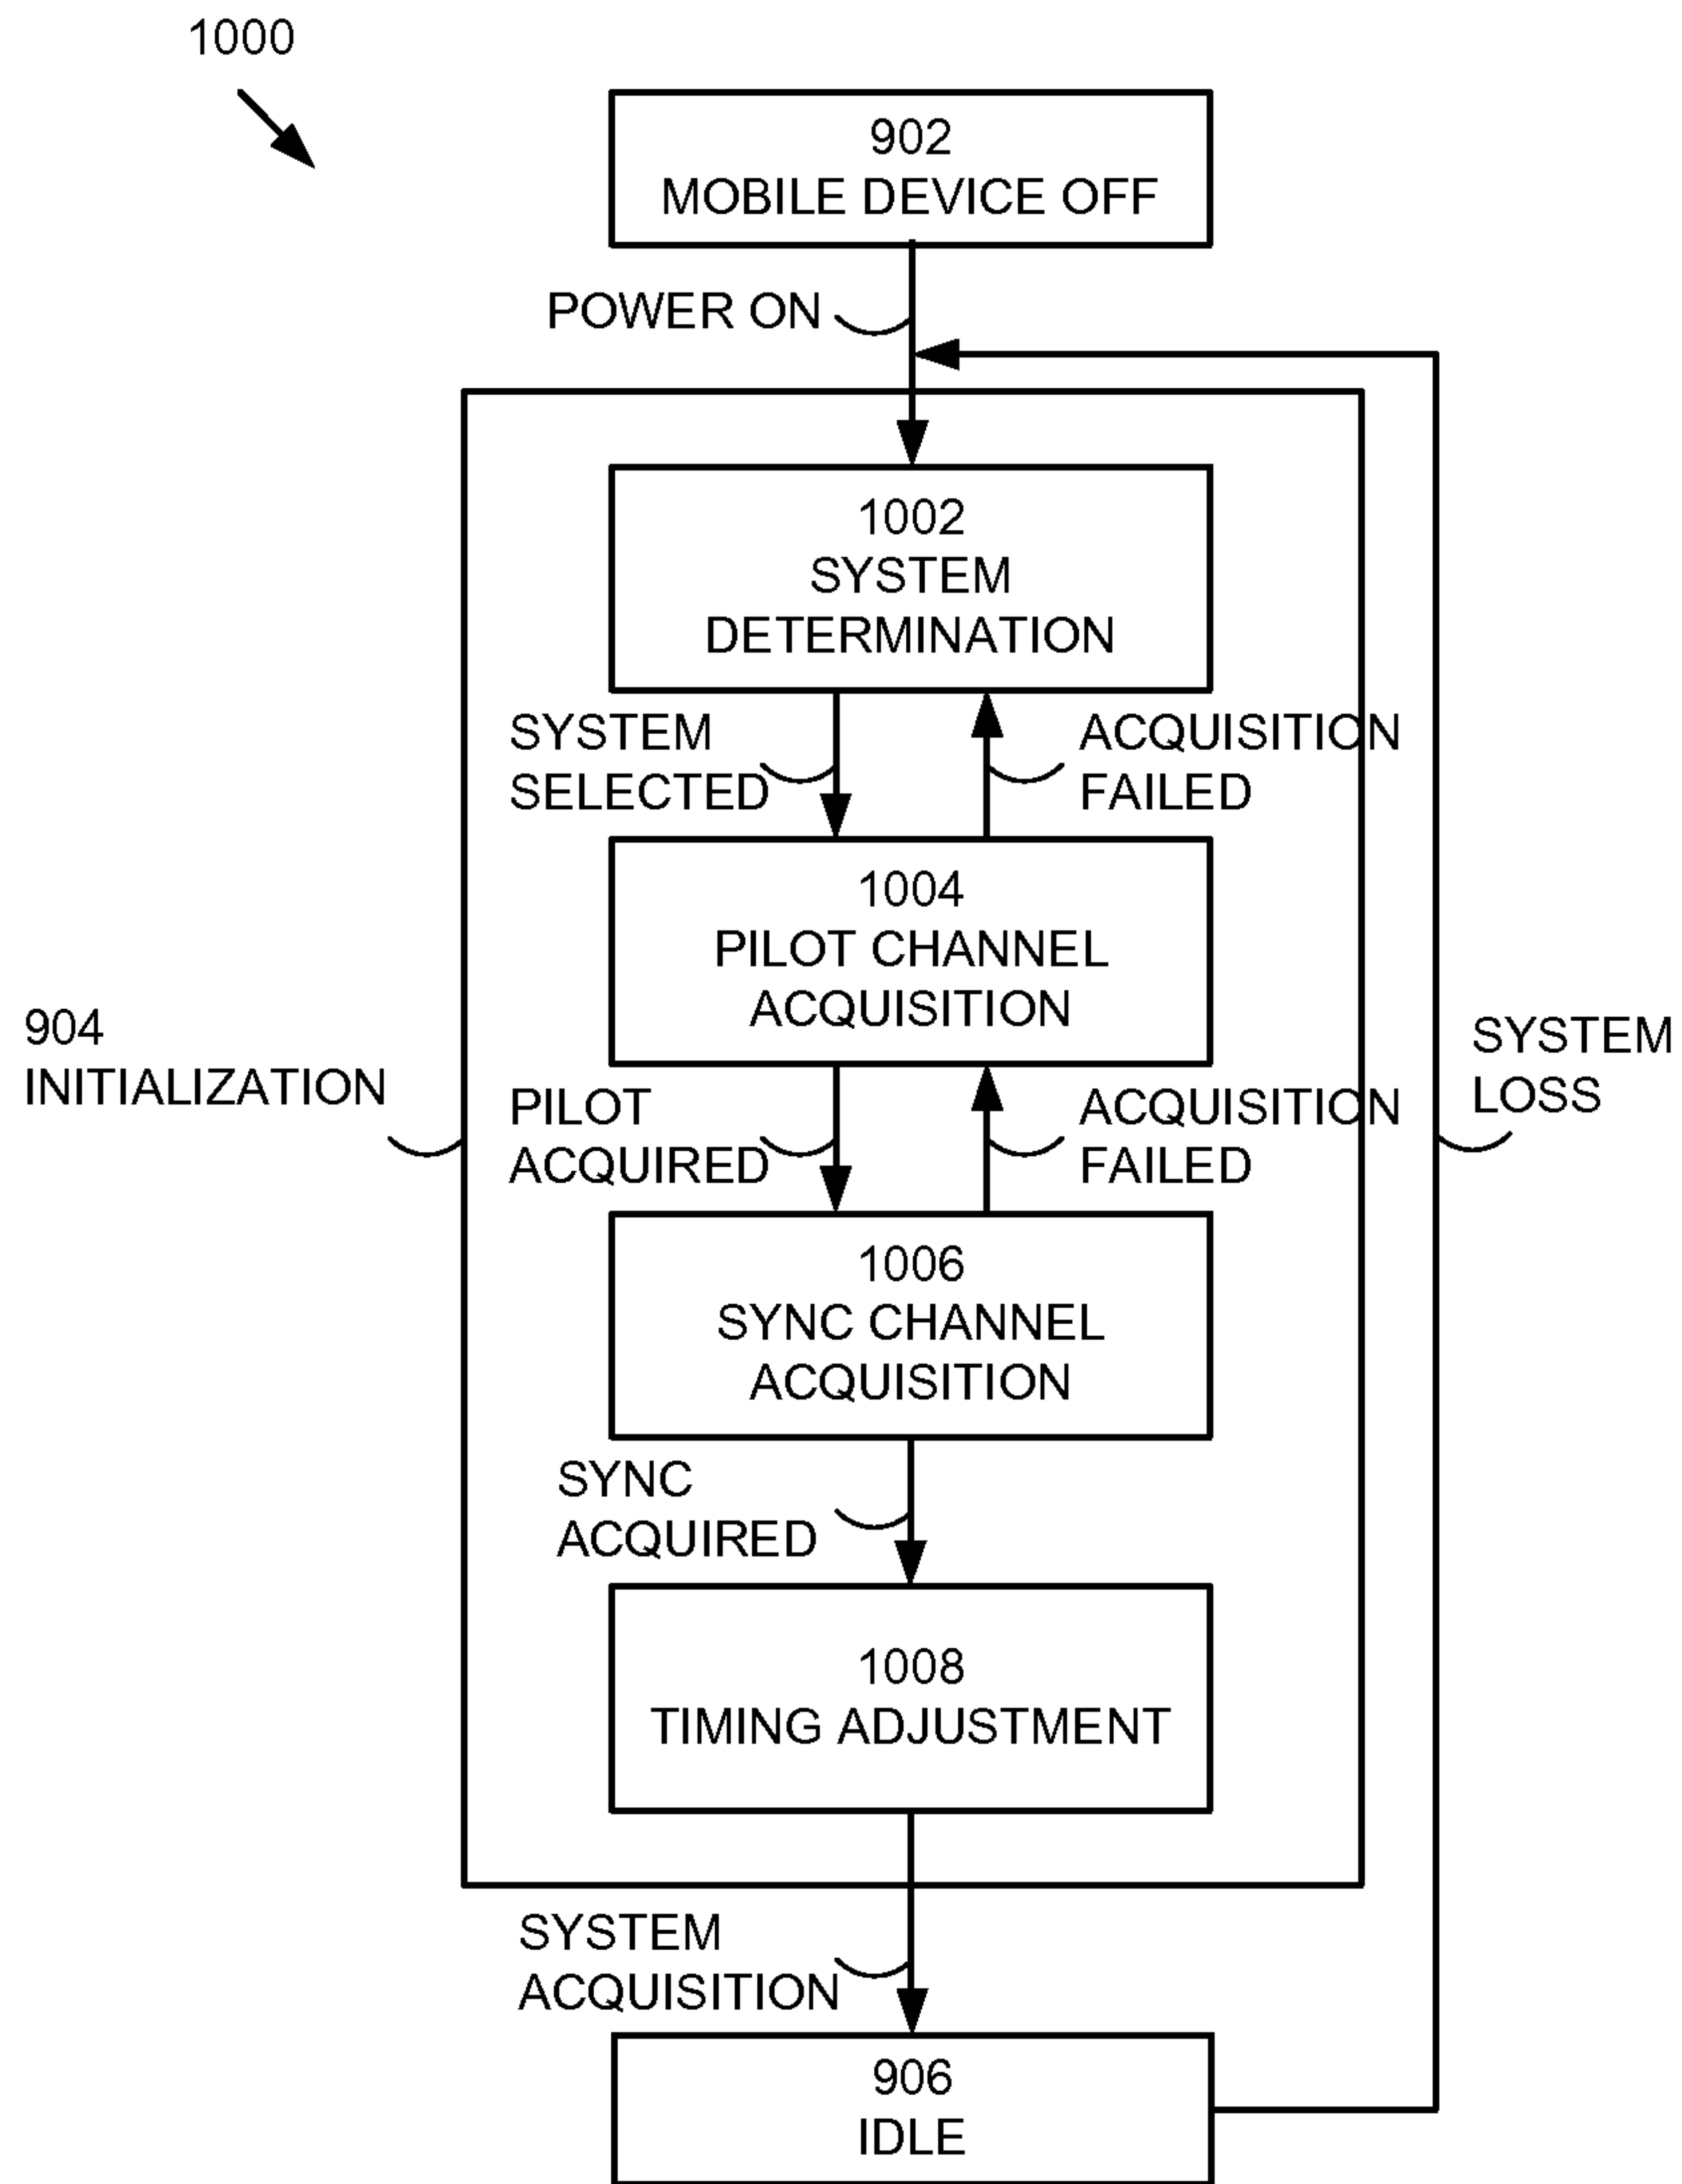 1000
902
MOBILE DEVICE OFF
POWER ON
1002
SYSTEM
DETERMINATION
SYSTEM
SELECTED
ACQUISITION
FAILED
1004
PILOT CHANNEL
ACQUISITION
904
INITIALIZATION
SYSTEM
LOSS
PILOT
ACQUIRED
ACQUISITION
FAILED
1006
SYNC CHANNEL
ACQUISITION
SYNC
ACQUIRED
1008
TIMING ADJUSTMENT
SYSTEM
ACQUISITION
906
IDLE